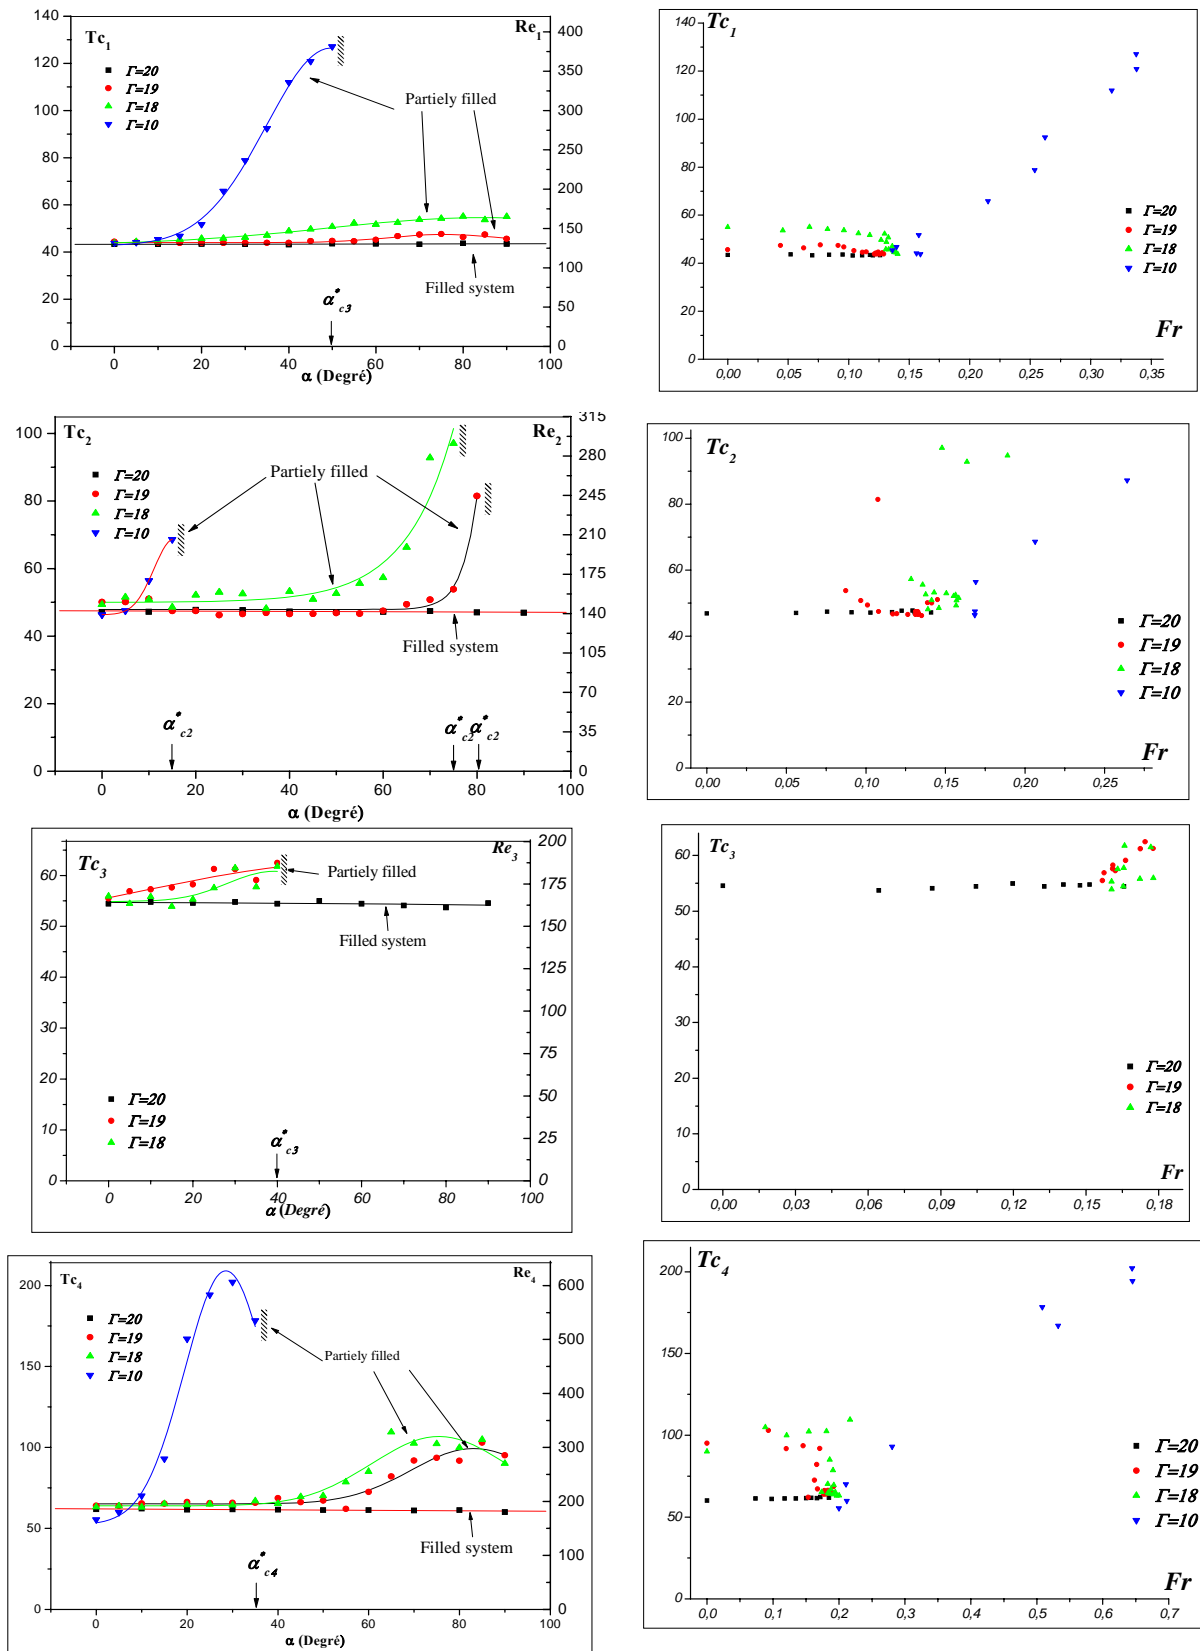 Tc1
Re1
Γ=20
Γ=19
Γ=18
Γ=10
Partiely filled
Filled system
α*c3
140
120
100
80
60
40
20
0
400
350
300
250
200
150
100
50
0
0 20 40 60 80 100
α (Degré)
Tc1
140
120
100
80
60
40
20
0
Γ=20
Γ=19
Γ=18
Γ=10
Fr
0,00 0,05 0,10 0,15 0,20 0,25 0,30 0,35
Tc2
Re2
Γ=20
Γ=19
Γ=18
Γ=10
Partiely filled
Filled system
α*c2
α*c2
α*c2
100
80
60
40
20
0
315
280
245
210
175
140
105
70
35
0
0 20 40 60 80 100
α (Degré)
Tc2
100
80
60
40
20
0
Γ=20
Γ=19
Γ=18
Γ=10
Fr
0,00 0,05 0,10 0,15 0,20 0,25
Tc3
Re3
Partiely filled
Filled system
Γ=20
Γ=19
Γ=18
α*c3
60
50
40
30
20
10
0
200
175
150
125
100
75
50
25
0
0 20 40 60 80 100
α (Degré)
Tc3
60
50
40
30
20
10
0
Γ=20
Γ=19
Γ=18
Fr
0,00 0,03 0,06 0,09 0,12 0,15 0,18
Tc4
Re4
Γ=20
Γ=19
Γ=18
Γ=10
Partiely filled
Filled system
α*c4
200
150
100
50
0
600
500
400
300
200
100
0
0 20 40 60 80 100
α (Degré)
Tc4
200
150
100
50
0
Γ=20
Γ=19
Γ=18
Γ=10
Fr
0,0 0,1 0,2 0,3 0,4 0,5 0,6 0,7